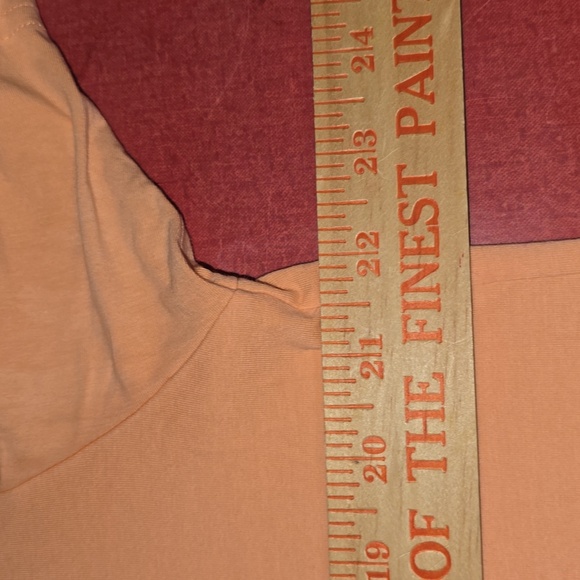 19 20 21 22 23 24
OF THE FINEST PAINT